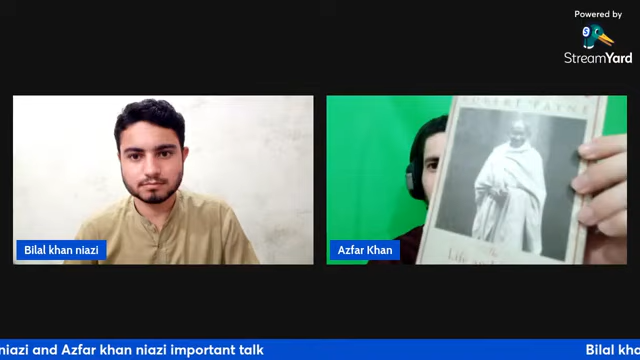 Powered by
StreamYard
ROBERT PAYNE
The
Life and
Bilal khan niazi
Azfar Khan
niazi and Azfar khan niazi important talk
Bilal kha